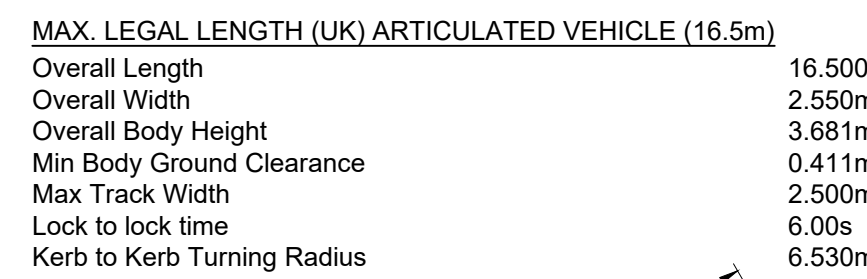 MAX. LEGAL LENGTH (UK) ARTICULATED VEHICLE (16.5m)
Overall Length 16.500
Overall Width 2.550m
Overall Body Height 3.681m
Min Body Ground Clearance 0.411m
Max Track Width 2.500m
Lock to lock time 6.00s
Kerb to Kerb Turning Radius 6.530m